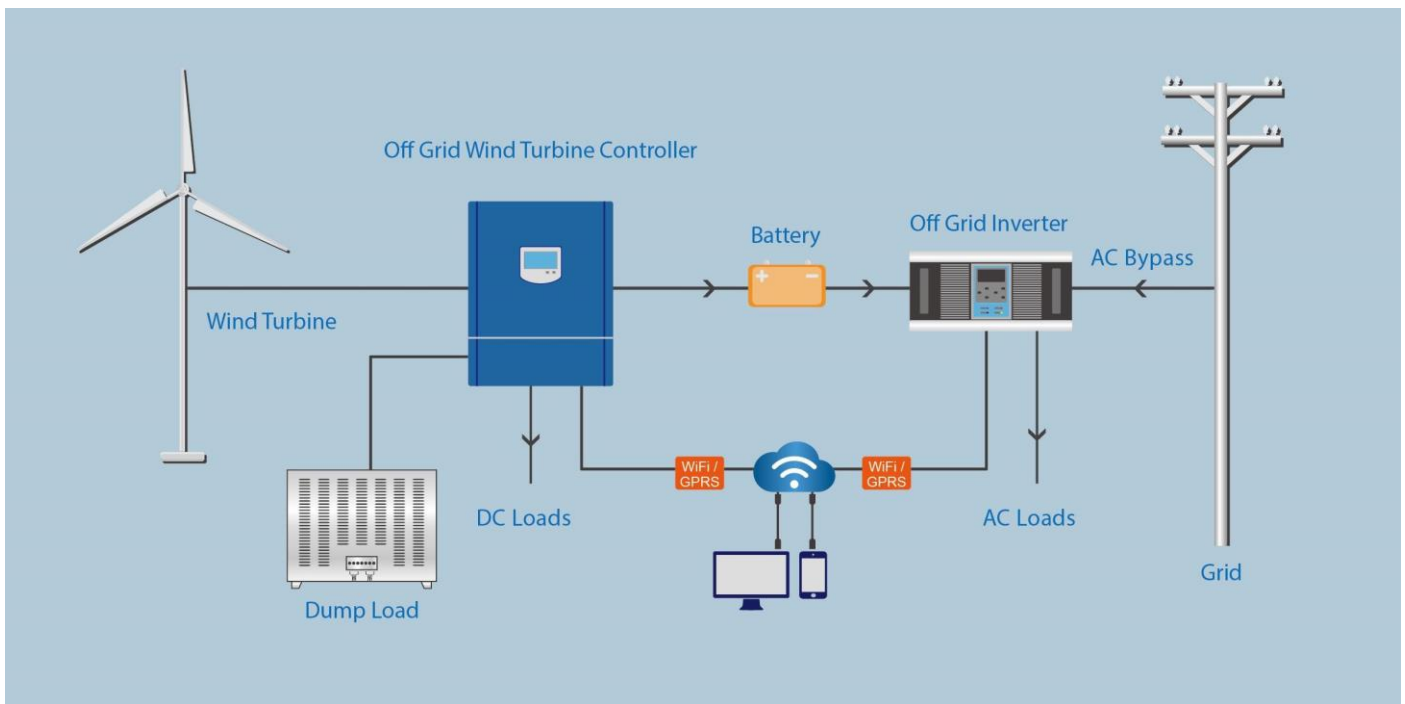 Off Grid Wind Turbine Controller
Battery
Off Grid Inverter
AC Bypass
Wind Turbine
WiFi /
GPRS
WiFi /
GPRS
DC Loads
AC Loads
Grid
Dump Load